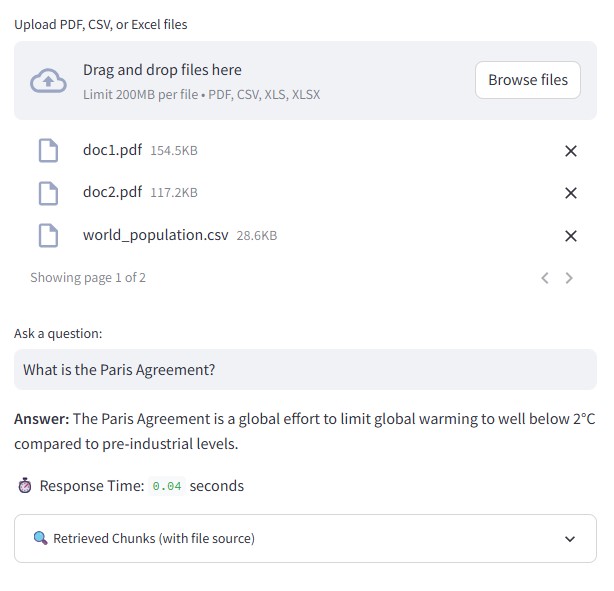 Upload PDF, CSV, or Excel files
Drag and drop files here
Limit 200MB per file • PDF, CSV, XLS, XLSX
Browse files
doc1.pdf 154.5KB
doc2.pdf 117.2KB
world_population.csv 28.6KB
Showing page 1 of 2
Ask a question:
What is the Paris Agreement?
Answer: The Paris Agreement is a global effort to limit global warming to well below 2°C
compared to pre-industrial levels.
Response Time: 0.04 seconds
Retrieved Chunks (with file source)